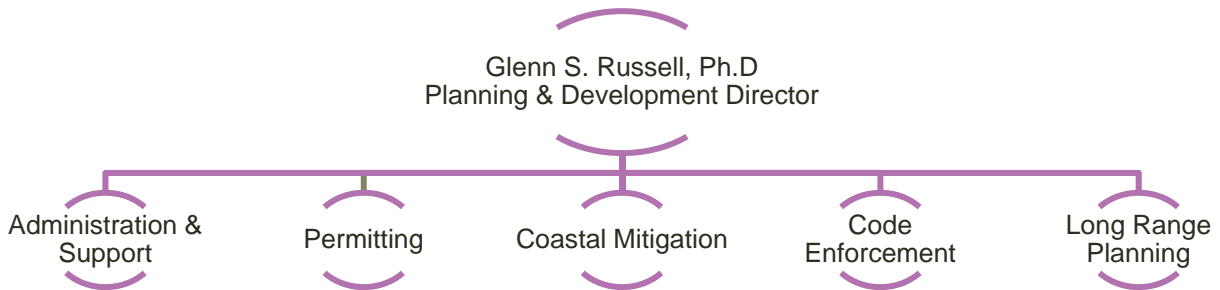 Glenn S. Russell, Ph.D
Planning & Development Director
Administration &
Support
Permitting
Coastal Mitigation
Code
Enforcement
Long Range
Planning